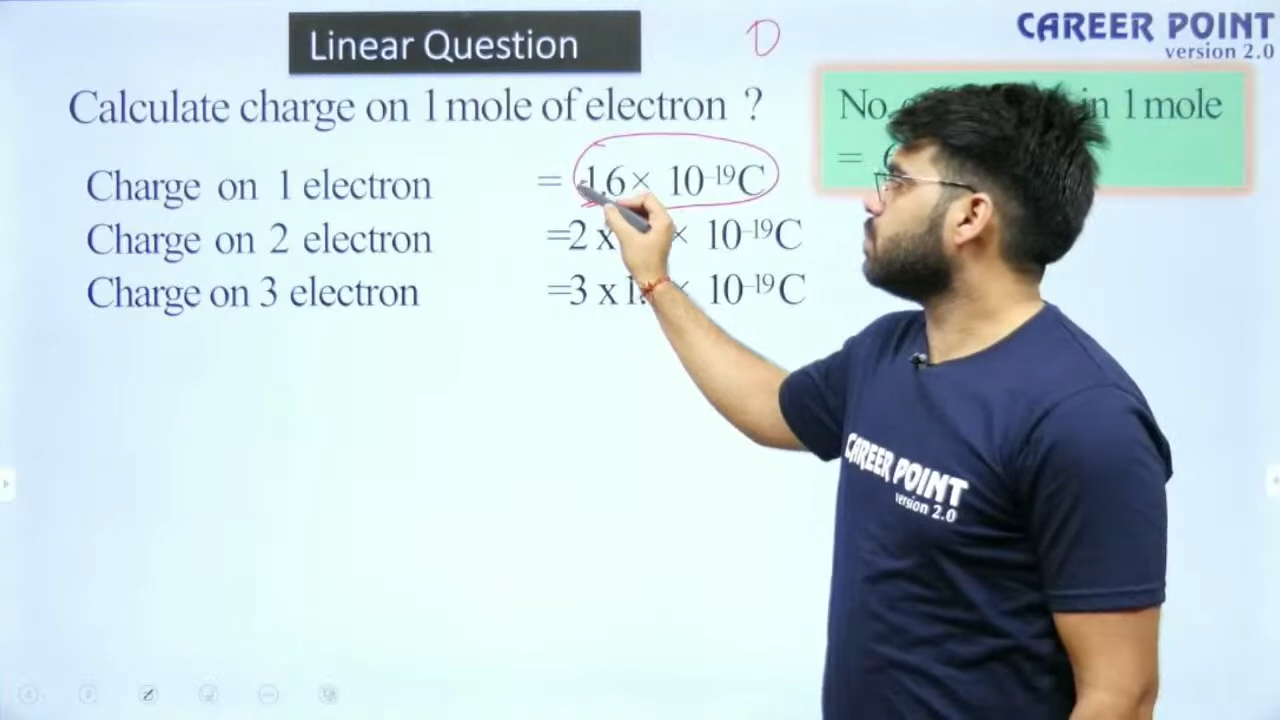 Linear Question
D
CAREER POINT
version 2.0
Calculate charge on 1 mole of electron ?
No. in 1 mole
=
Charge on 1 electron = 1.6× 10⁻¹⁹C
Charge on 2 electron =2 x × 10⁻¹⁹C
Charge on 3 electron =3 x 1. × 10⁻¹⁹C
CAREER POINT
version 2.0